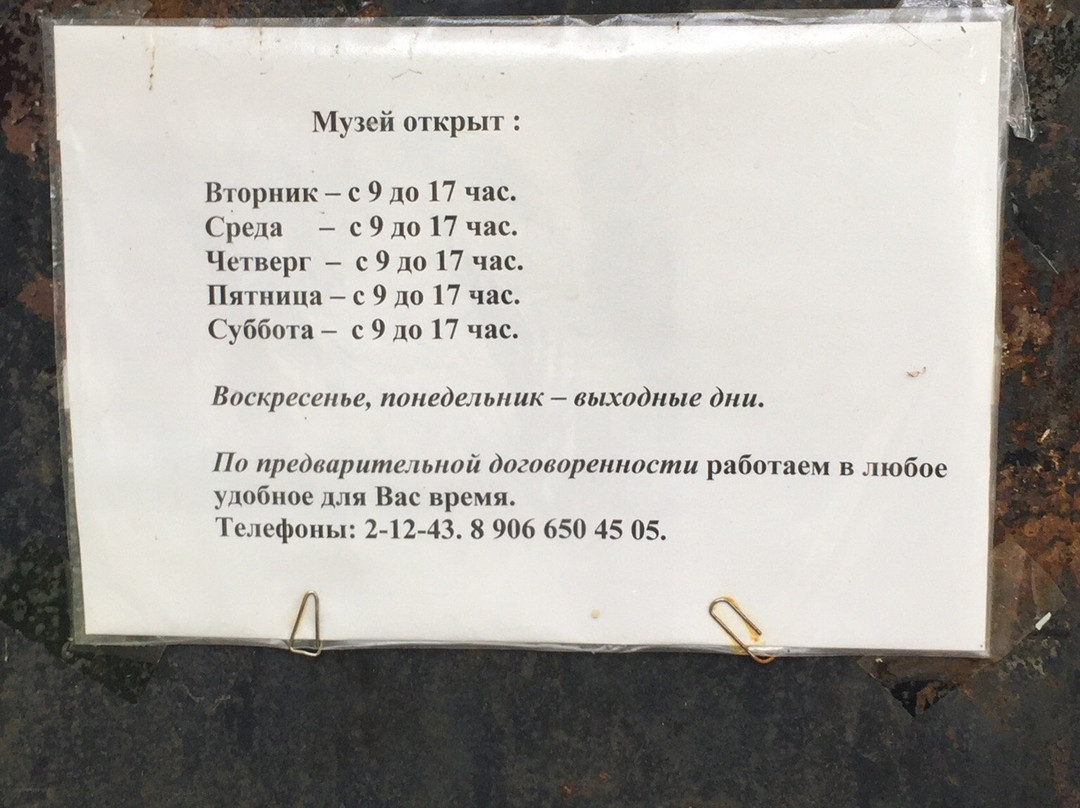 Музей открыт :
Вторник – с 9 до 17 час.
Среда – с 9 до 17 час.
Четверг – с 9 до 17 час.
Пятница – с 9 до 17 час.
Суббота – с 9 до 17 час.
Воскресенье, понедельник – выходные дни.
По предварительной договоренности работаем в любое
удобное для Вас время.
Телефоны: 2-12-43. 8 906 650 45 05.